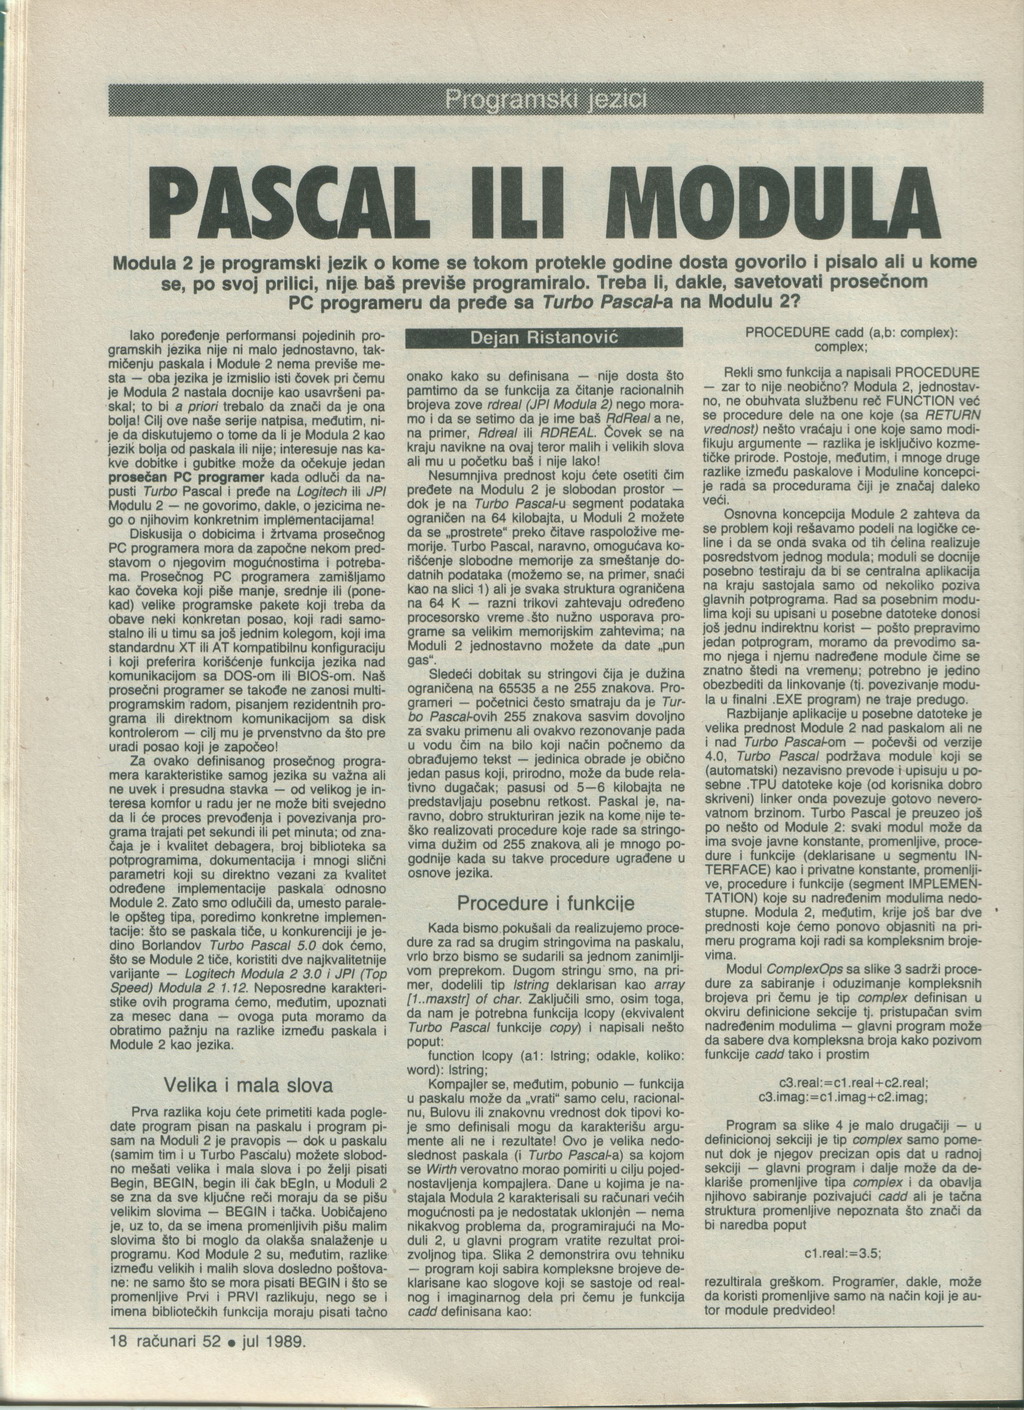 Programski jezici
PASCAL ILI MODULA
Modula 2 je programski jezik o kome se tokom protekle godine dosta govorilo i pisalo ali u kome
se, po svoj prilici, nije baš previše programiralo. Treba li, dakle, savetovati prosečnom
PC programeru da pređe sa Turbo Pascal-a na Modulu 2?
Iako poređenje performansi pojedinih pro-
gramskih jezika nije ni malo jednostavno, tak-
mičenju paskala i Module 2 nema previše me-
sta — oba jezika je izmislio isti čovek pri čemu
je Modula 2 nastala docnije kao usavršeni pa-
skal; to bi a priori trebalo da znači da je ona
bolja! Cilj ove naše serije natpisa, međutim, ni-
je da diskutujemo o tome da li je Modula 2 kao
jezik bolja od paskala ili nije; interesuje nas ka-
kve dobitke i gubitke može da očekuje jedan
prosečan PC programer kada odluči da na-
pusti Turbo Pascal i pređe na Logitech ili JPI
Modulu 2 — ne govorimo, dakle, o jezicima ne-
go o njihovim konkretnim implementacijama!
Diskusija o dobicima i žrtvama prosečnog
PC programera mora da započne nekom pred-
stavom o njegovim mogućnostima i potreba-
ma. Prosečnog PC programera zamišljamo
kao čoveka koji piše manje, srednje ili (pone-
kad) velike programske pakete koji treba da
obave neki konkretan posao, koji radi samo-
stalno ili u timu sa još jednim kolegom, koji ima
standardnu XT ili AT kompatibilnu konfiguraciju
i koji preferira korišćenje funkcija jezika nad
komunikacijom sa DOS-om ili BIOS-om. Naš
prosečni programer se takođe ne zanosi multi-
programskim radom, pisanjem rezidentnih pro-
grama ili direktnom komunikacijom sa disk
kontrolerom — cilj mu je prvenstvno da što pre
uradi posao koji je započeo!
Za ovako definisanog prosečnog progra-
mera karakteristike samog jezika su važna ali
ne uvek i presudna stavka — od velikog je in-
teresa komfor u radu jer ne može biti svejedno
da li će proces prevođenja i povezivanja pro-
grama trajati pet sekundi ili pet minuta; od zna-
čaja je i kvalitet debagera, broj biblioteka sa
potprogramima, dokumentacija i mnogi slični
parametri koji su direktno vezani za kvalitet
određene implementacije paskala odnosno
Module 2. Zato smo odlučili da, umesto parale-
le opšteg tipa, poredimo konkretne implemen-
tacije: što se paskala tiče, u konkurenciji je je-
dino Borlandov Turbo Pascal 5.0 dok ćemo,
što se Module 2 tiče, koristiti dve najkvalitetnije
varijante — Logitech Modula 2 3.0 i JPI (Top
Speed) Modula 2 1.12. Neposredne karakteri-
stike ovih programa ćemo, međutim, upoznati
za mesec dana — ovoga puta moramo da
obratimo pažnju na razlike između paskala i
Module 2 kao jezika.
Velika i mala slova
Prva razlika koju ćete primetiti kada pogle-
date program pisan na paskalu i program pi-
sam na Moduli 2 je pravopis — dok u paskalu
(samim tim i u Turbo Pascalu) možete slobod-
no mešati velika i mala slova i po želji pisati
Begin, BEGIN, begin ili čak bEgIn, u Moduli 2
se zna da sve ključne reči moraju da se pišu
velikim slovima — BEGIN i tačka. Uobičajeno
je, uz to, da se imena promenljivih pišu malim
slovima što bi moglo da olakša snalaženje u
programu. Kod Module 2 su, međutim, razlike
između velikih i malih slova dosledno poštova-
ne: ne samo što se mora pisati BEGIN i što se
promenljive Prvi i PRVI razlikuju, nego se i
imena bibliotečkih funkcija moraju pisati tačno
Dejan Ristanović
onako kako su definisana — nije dosta što
pamtimo da se funkcija za čitanje racionalnih
brojeva zove rdreal (JPI Modula 2) nego mora-
mo i da se setimo da je ime baš RdReal a ne,
na primer, Rdreal ili RDREAL. Čovek se na
kraju navikne na ovaj teror malih i velikih slova
ali mu u početku baš i nije lako!
Nesumnjiva prednost koju ćete osetiti čim
pređete na Modulu 2 je slobodan prostor —
dok je na Turbo Pascal-u segment podataka
ograničen na 64 kilobajta, u Moduli 2 možete
da se „prostrete“ preko čitave raspoložive me-
morije. Turbo Pascal, naravno, omogućava ko-
rišćenje slobodne memorije za smeštanje do-
datnih podataka (možemo se, na primer, snaći
kao na slici 1) ali je svaka struktura ograničena
na 64 K — razni trikovi zahtevaju određeno
procesorsko vreme što nužno usporava pro-
grame sa velikim memorijskim zahtevima; na
Moduli 2 jednostavno možete da date „pun
gas“.
Sledeći dobitak su stringovi čija je dužina
ograničena na 65535 a ne 255 znakova. Pro-
grameri — početnici često smatraju da je Tur-
bo Pascal-ovih 255 znakova sasvim dovoljno
za svaku primenu ali ovakvo rezonovanje pada
u vodu čim na bilo koji način počnemo da
obrađujemo tekst — jedinica obrade je obično
jedan pasus koji, prirodno, može da bude rela-
tivno dugačak; pasusi od 5—6 kilobajta ne
predstavljaju posebnu retkost. Paskal je, na-
ravno, dobro strukturiran jezik na kome nije te-
ško realizovati procedure koje rade sa stringo-
vima dužim od 255 znakova ali je mnogo po-
godnije kada su takve procedure ugrađene u
osnove jezika.
Procedure i funkcije
Kada bismo pokušali da realizujemo proce-
dure za rad sa drugim stringovima na paskalu,
vrlo brzo bismo se sudarili sa jednom zanimlji-
vom preprekom. Dugom stringu smo, na pri-
mer, dodelili tip lstring deklarisan kao array
[1..maxstr] of char. Zaključili smo, osim toga,
da nam je potrebna funkcija lcopy (ekvivalent
Turbo Pascal funkcije copy) i napisali nešto
poput:
function lcopy (a1: lstring; odakle, koliko:
word): lstring;
Kompajler se, međutim, pobunio — funkcija
u paskalu može da „vrati“ samo celu, racional-
nu, Bulovu ili znakovnu vrednost dok tipovi ko-
je smo definisali mogu da karakterišu argu-
mente ali ne i rezultate! Ovo je velika nedo-
slednost paskala (i Turbo Pascal-a) sa kojom
se Wirth verovatno morao pomiriti u cilju pojed-
nostavljenja kompajlera. Dane u kojima je na-
stajala Modula 2 karakterisali su računari većih
mogućnosti pa je nedostatak uklonjen — nema
nikakvog problema da, programirajući na Mo-
duli 2, u glavni program vratite rezultat proi-
zvoljnog tipa. Slika 2 demonstrira ovu tehniku
— program koji sabira kompleksne brojeve de-
klarisane kao slogove koji se sastoje od real-
nog i imaginarnog dela pri čemu je funkcija
cadd definisana kao:
PROCEDURE cadd (a,b: complex):
complex;
Rekli smo funkcija a napisali PROCEDURE
— zar to nije neobično? Modula 2, jednostav-
no, ne obuhvata službenu reč FUNCTION već
se procedure dele na one koje (sa RETURN
vrednost) nešto vraćaju i one koje samo modi-
fikuju argumente — razlika je isključivo kozme-
tičke prirode. Postoje, međutim, i mnoge druge
razlike između paskalove i Moduline koncepci-
je rada sa procedurama čiji je značaj daleko
veći.
Osnovna koncepcija Module 2 zahteva da
se problem koji rešavamo podeli na logičke ce-
line i da se onda svaka od tih ćelina realizuje
posredstvom jednog modula; moduli se docnije
posebno testiraju da bi se centralna aplikacija
na kraju sastojala samo od nekoliko poziva
glavnih potprograma. Rad sa posebnim modu-
lima koji su upisani u posebne datoteke donosi
još jednu indirektnu korist — pošto prepravimo
jedan potprogram, moramo da prevodimo sa-
mo njega i njemu nadređene module čime se
znatno štedi na vremenu; potrebno je jedino
obezbediti da linkovanje (tj. povezivanje modu-
la u finalni .EXE program) ne traje predugo.
Razbijanje aplikacije u posebne datoteke je
velika prednost Module 2 nad paskalom ali ne
i nad Turbo Pascal-om — počevši od verzije
4.0, Turbo Pascal podržava module koji se
(automatski) nezavisno prevode i upisuju u po-
sebne .TPU datoteke koje (od korisnika dobro
skriveni) linker onda povezuje gotovo nevero-
vatnom brzinom. Turbo Pascal je preuzeo još
po nešto od Module 2: svaki modul može da
ima svoje javne konstante, promenljive, proce-
dure i funkcije (deklarisane u segmentu IN-
TERFACE) kao i privatne konstante, promenlji-
ve, procedure i funkcije (segment IMPLEMEN-
TATION) koje su nadređenim modulima nedo-
stupne. Modula 2, međutim, krije još bar dve
prednosti koje ćemo ponovo objasniti na pri-
meru programa koji radi sa kompleksnim broje-
vima.
Modul ComplexOps sa slike 3 sadrži proce-
dure za sabiranje i oduzimanje kompleksnih
brojeva pri čemu je tip complex definisan u
okviru definicione sekcije tj. pristupačan svim
nadređenim modulima — glavni program može
da sabere dva kompleksna broja kako pozivom
funkcije cadd tako i prostim
c3.real:=c1.real+c2.real;
c3.imag:=c1.imag+c2.imag;
Program sa slike 4 je malo drugačiji — u
definicionoj sekciji je tip complex samo pome-
nut dok je njegov precizan opis dat u radnoj
sekciji — glavni program i dalje može da de-
klariše promenljive tipa complex i da obavlja
njihovo sabiranje pozivajući cadd ali je tačna
struktura promenljive nepoznata što znači da
bi naredba poput
c1.real:=3.5;
rezultirala greškom. Programer, dakle, može
da koristi promenljive samo na način koji je au-
tor module predvideo!
18 računari 52 • jul 1989.